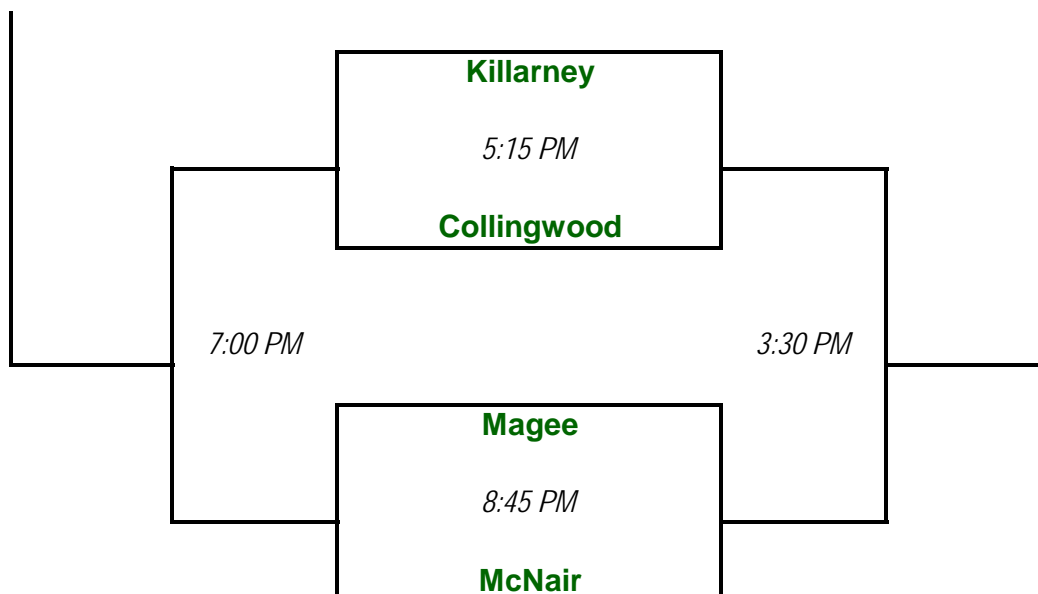 Killarney
5:15 PM
Collingwood
7:00 PM
3:30 PM
Magee
8:45 PM
McNair